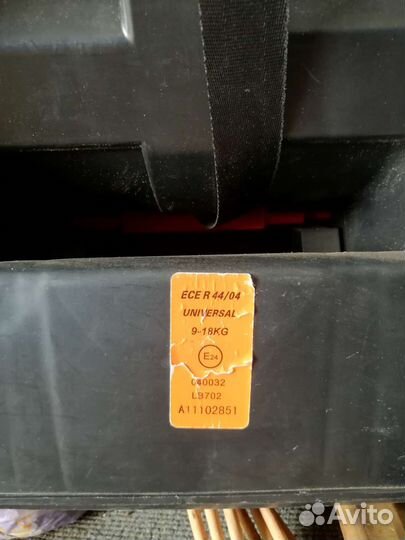 ECE R 44/04
UNIVERSAL
9-18KG
E24
040032
LB702
A11102851
Avito